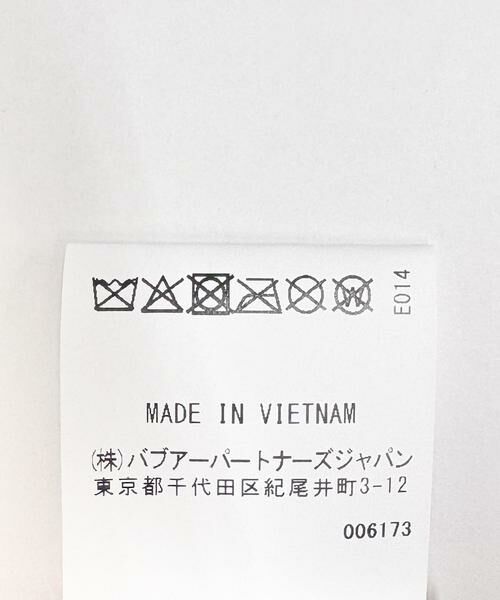 E014
MADE IN VIETNAM
(株)バブアーパートナーズジャパン
東京都千代田区紀尾井町3-12
006173